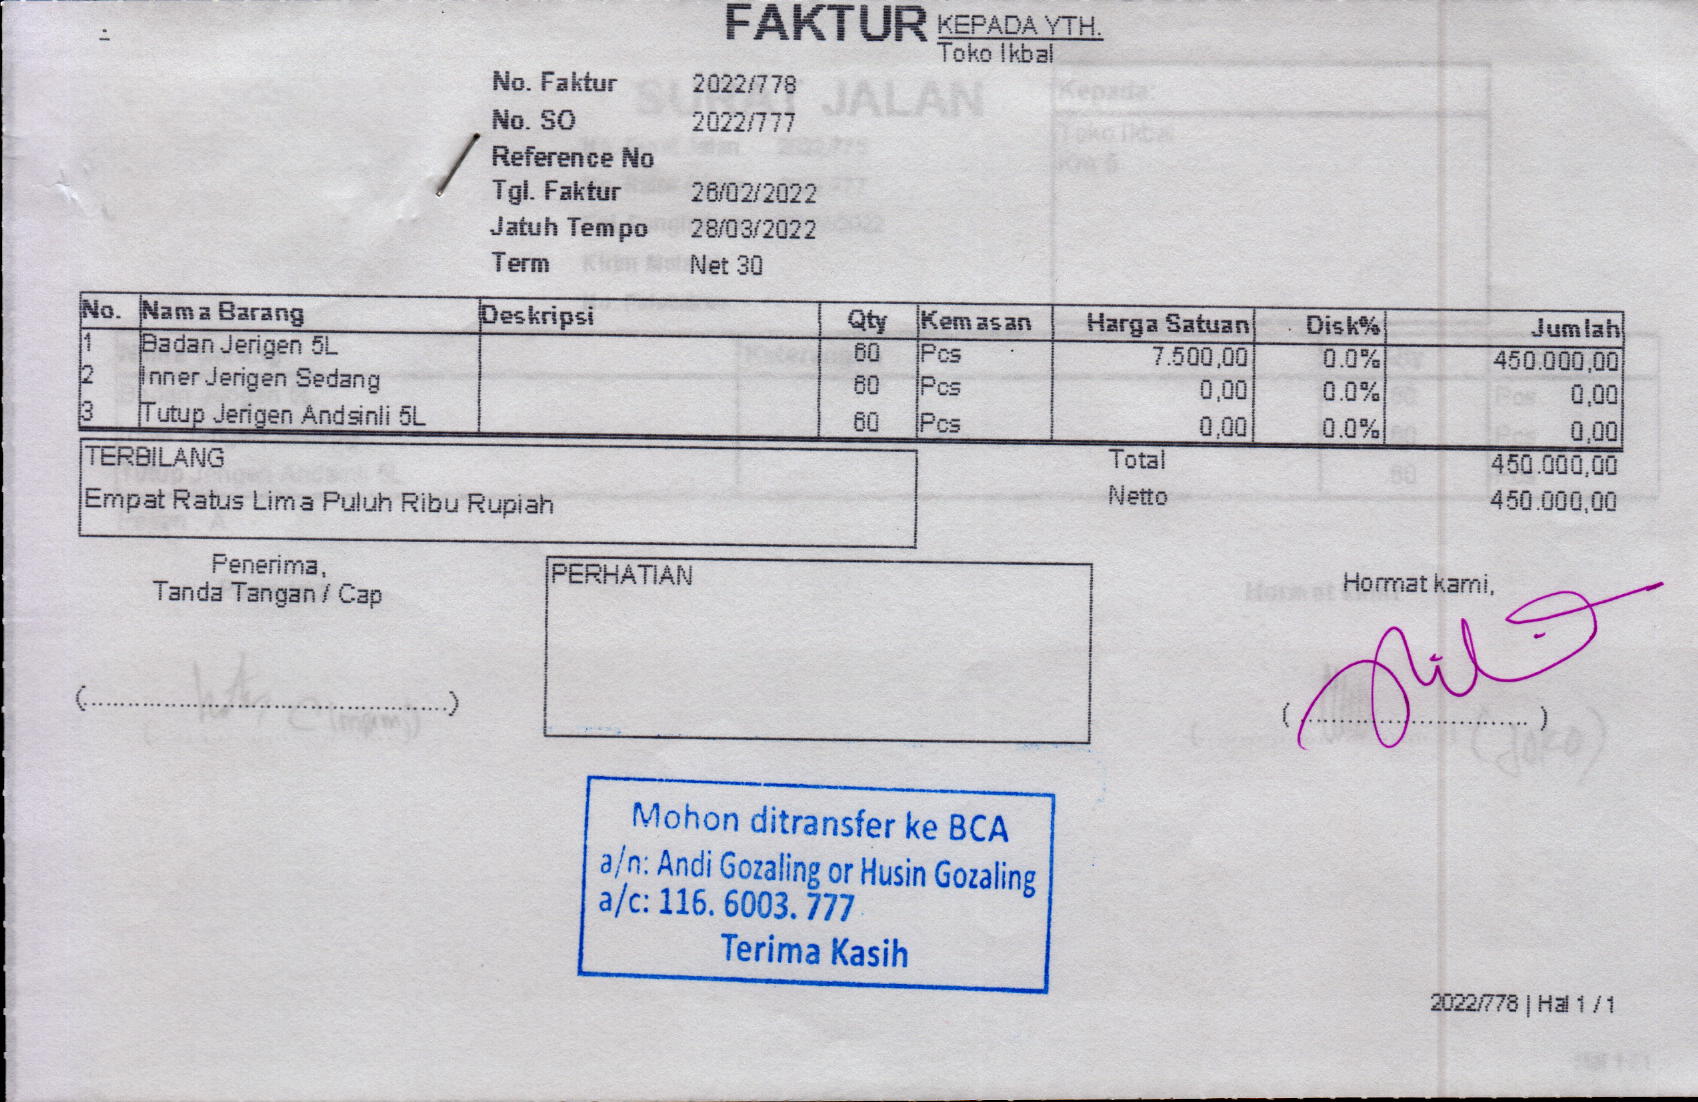 FAKTUR
KEPADA YTH.
Toko Ikbal
No. Faktur 2022/778
No. SO 2022/777
Reference No
Tgl. Faktur 26/02/2022
Jatuh Tempo 28/03/2022
Term Net 30
No. Nama Barang Deskripsi Qty Kemasan Harga Satuan Disk% Jumlah
1 Badan Jerigen 5L 60 Pcs 7.500,00 0.0% 450.000,00
2 Inner Jerigen Sedang 60 Pcs 0,00 0.0% 0,00
3 Tutup Jerigen Andsinli 5L 60 Pcs 0,00 0.0% 0,00
TERBILANG
Empat Ratus Lima Puluh Ribu Rupiah
Total 450.000,00
Netto 450.000,00
Penerima,
Tanda Tangan / Cap
PERHATIAN
Hormat kami,
(....................................................)
(................................)
Mohon ditransfer ke BCA
a/n: Andi Gozaling or Husin Gozaling
a/c: 116. 6003. 777
Terima Kasih
2022/778 | Hal 1 / 1
SURAT JALAN
Kepada:
Toko Ikbal